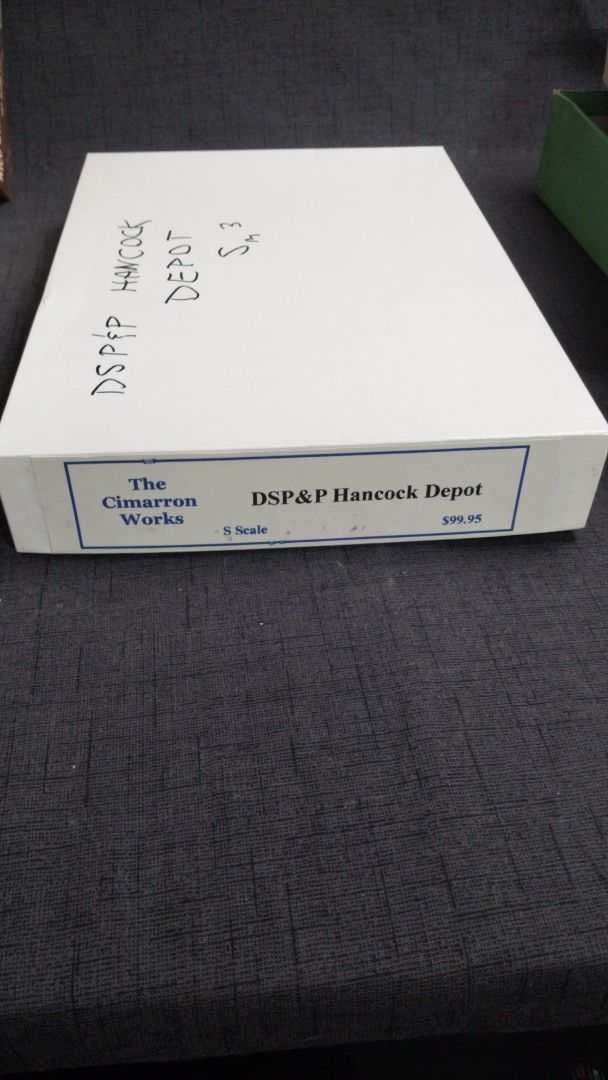 DSP&P HANCOCK
DEPOT
Sn3
The
Cimarron
Works
DSP&P Hancock Depot
S Scale
$99.95